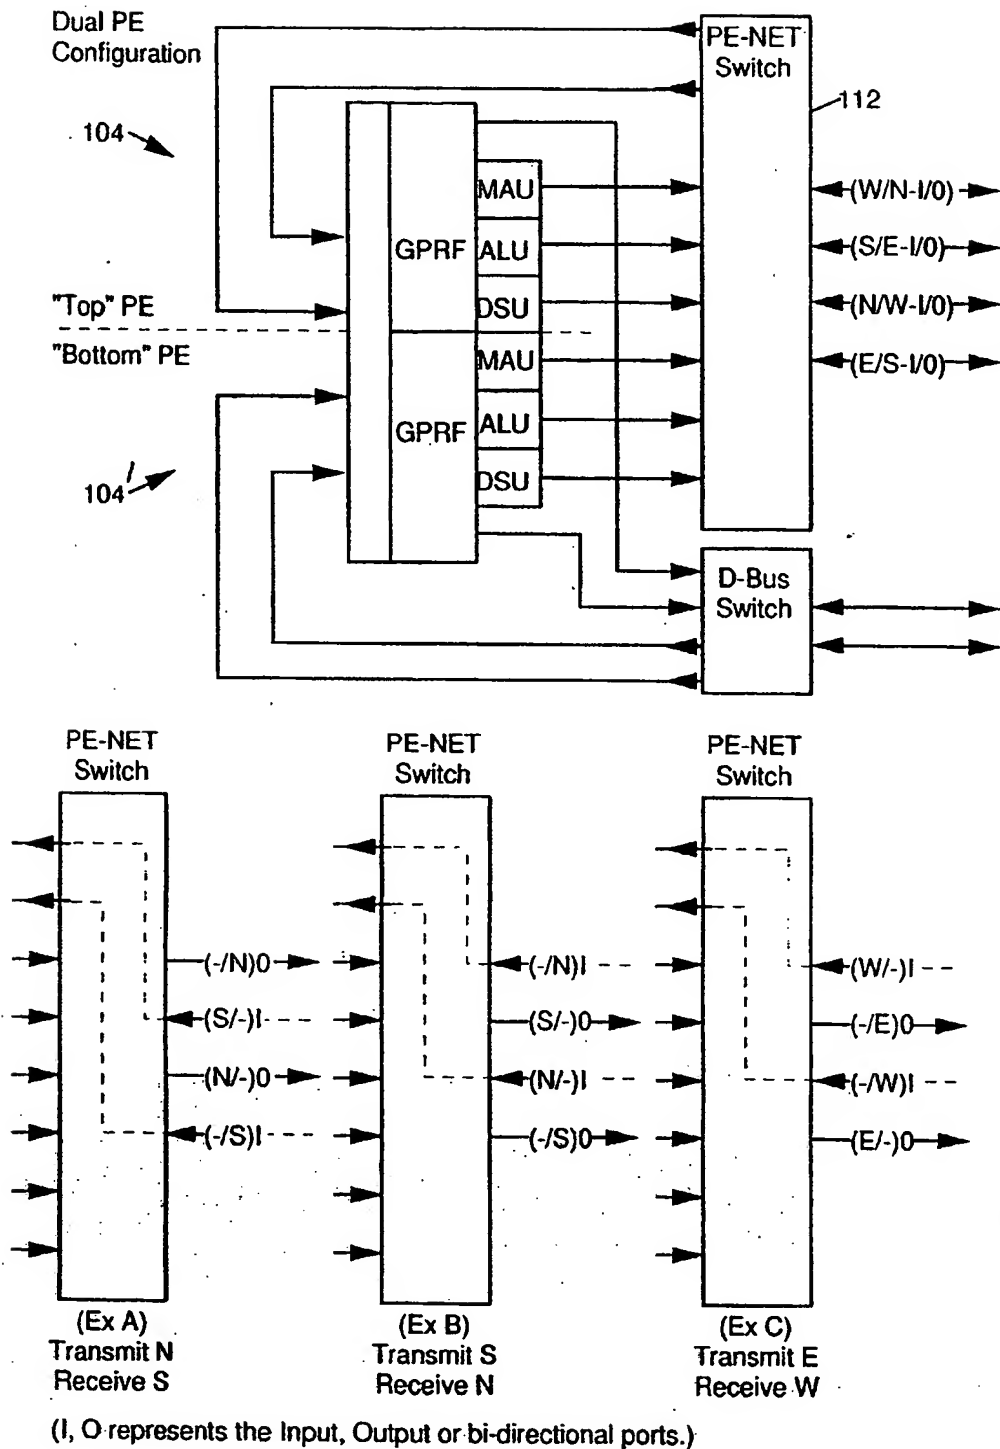 Dual PE
Configuration
PE-NET
Switch
112
104
MAU
(W/N-I/0)
GPRF
ALU
(S/E-I/0)
"Top" PE
DSU
(N/W-I/0)
"Bottom" PE
MAU
(E/S-I/0)
GPRF
ALU
104'
DSU
D-Bus
Switch
PE-NET
Switch
PE-NET
Switch
PE-NET
Switch
(-/N)0
(S/-)I
(N/-)0
(-/S)I
(-/N)I
(S/-)0
(N/-)I
(-/S)0
(W/-)I
(-/E)0
(-/W)I
(E/-)0
(Ex A)
Transmit N
Receive S
(Ex B)
Transmit S
Receive N
(Ex C)
Transmit E
Receive W
(I, O represents the Input, Output or bi-directional ports.)